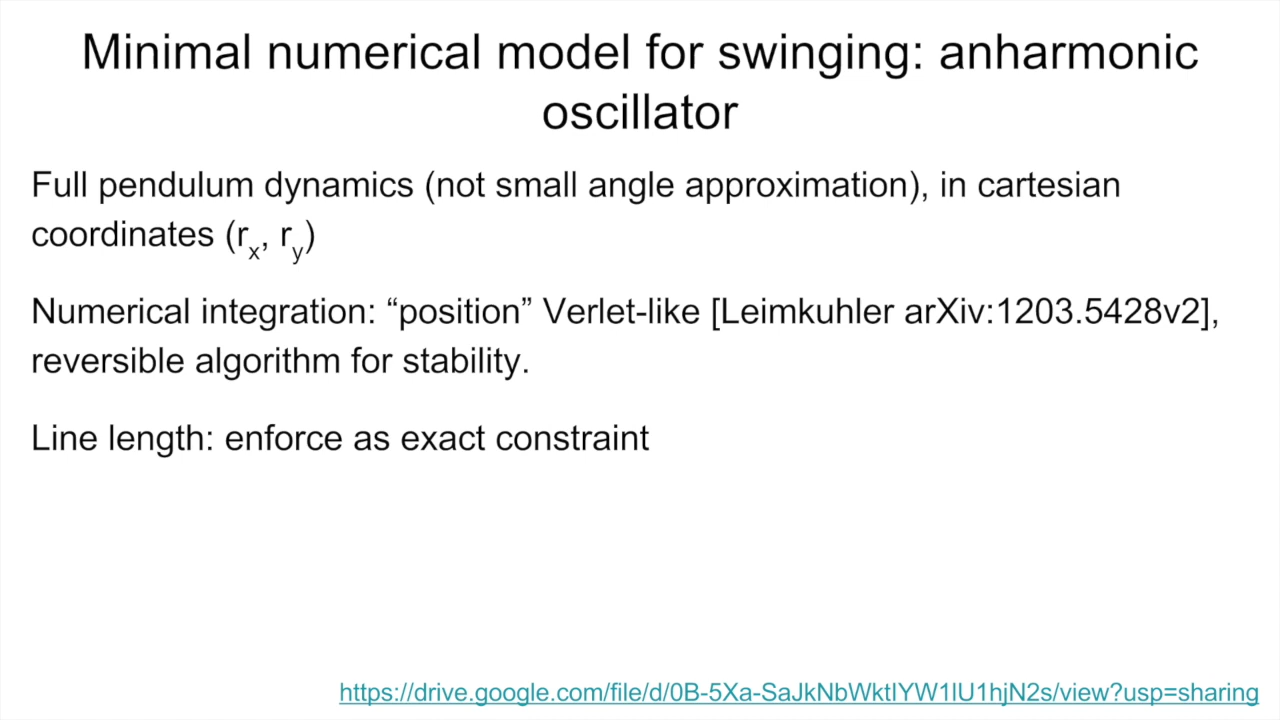 Minimal numerical model for swinging: anharmonic
oscillator
Full pendulum dynamics (not small angle approximation), in cartesian
coordinates (rx, ry)
Numerical integration: “position” Verlet-like [Leimkuhler arXiv:1203.5428v2],
reversible algorithm for stability.
Line length: enforce as exact constraint
https://drive.google.com/file/d/0B-5Xa-SaJkNbWktIYW1lU1hjN2s/view?usp=sharing